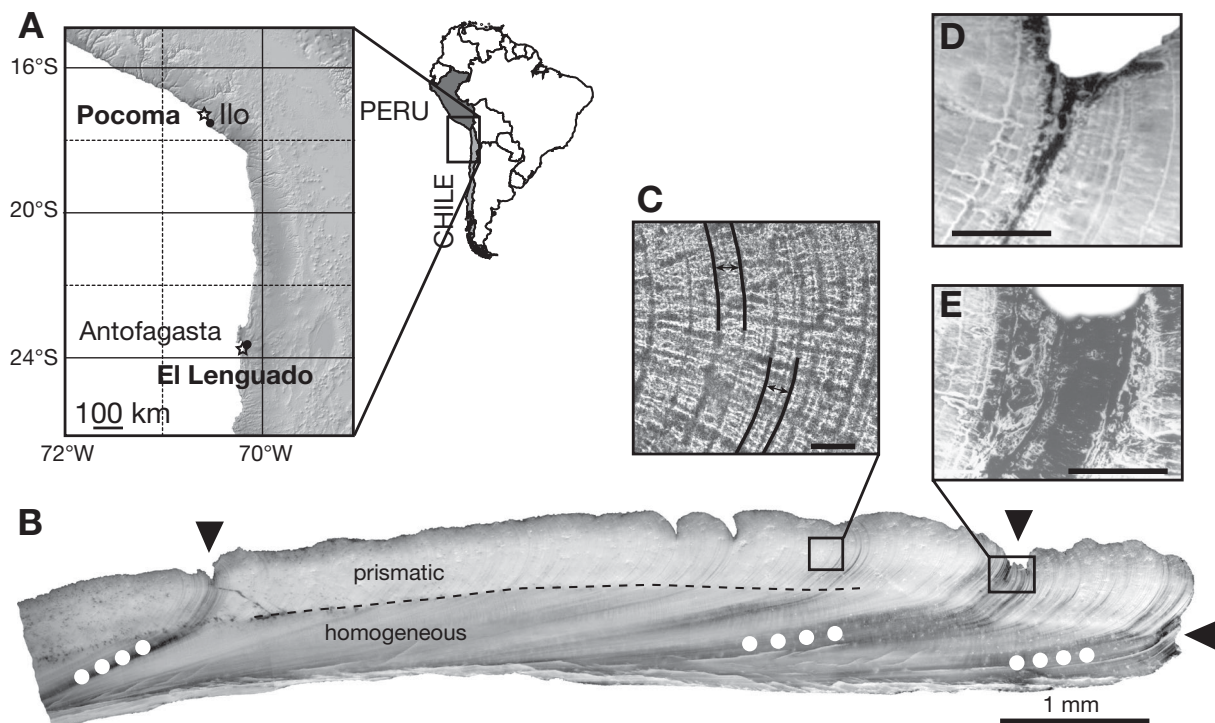 A
16°S
Pocoma
Ilo
20°S
Antofagasta
24°S
El Lenguado
100 km
72°W
70°W
PERU
CHILE
C
D
E
B
prismatic
homogeneous
1 mm